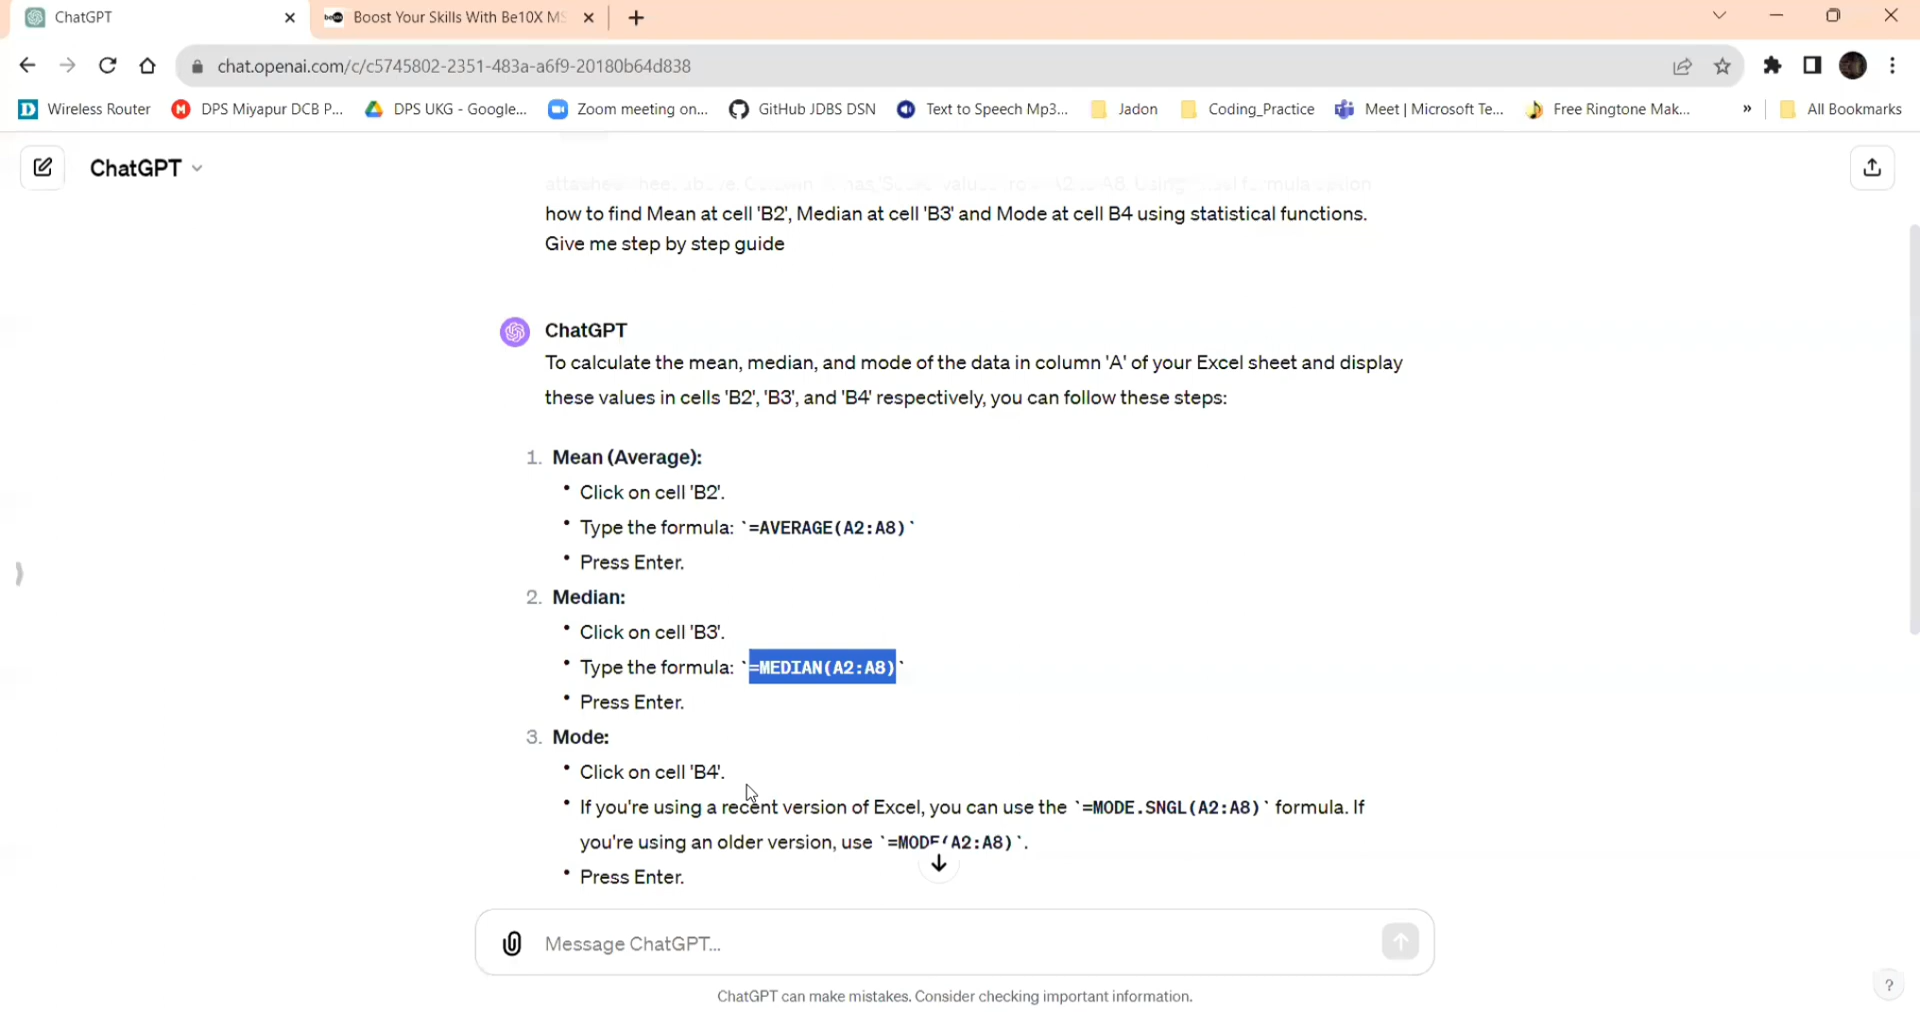 ChatGPT
Boost Your Skills With Be10X MS
chat.openai.com/c/c5745802-2351-483a-a6f9-20180b64d838
Wireless Router
DPS Miyapur DCB P...
DPS UKG - Google...
Zoom meeting on...
GitHub JDBS DSN
Text to Speech Mp3...
Jadon
Coding_Practice
Meet | Microsoft Te...
Free Ringtone Mak...
»
All Bookmarks
ChatGPT
how to find Mean at cell 'B2', Median at cell 'B3' and Mode at cell B4 using statistical functions.
Give me step by step guide
ChatGPT
To calculate the mean, median, and mode of the data in column 'A' of your Excel sheet and display
these values in cells 'B2', 'B3', and 'B4' respectively, you can follow these steps:
1. Mean (Average):
• Click on cell 'B2'.
• Type the formula: `=AVERAGE(A2:A8)`
• Press Enter.
2. Median:
• Click on cell 'B3'.
• Type the formula: `=MEDIAN(A2:A8)`
• Press Enter.
3. Mode:
• Click on cell 'B4'.
• If you're using a recent version of Excel, you can use the `=MODE.SNGL(A2:A8)` formula. If
you're using an older version, use `=MODE(A2:A8)`.
• Press Enter.
Message ChatGPT...
ChatGPT can make mistakes. Consider checking important information.
?